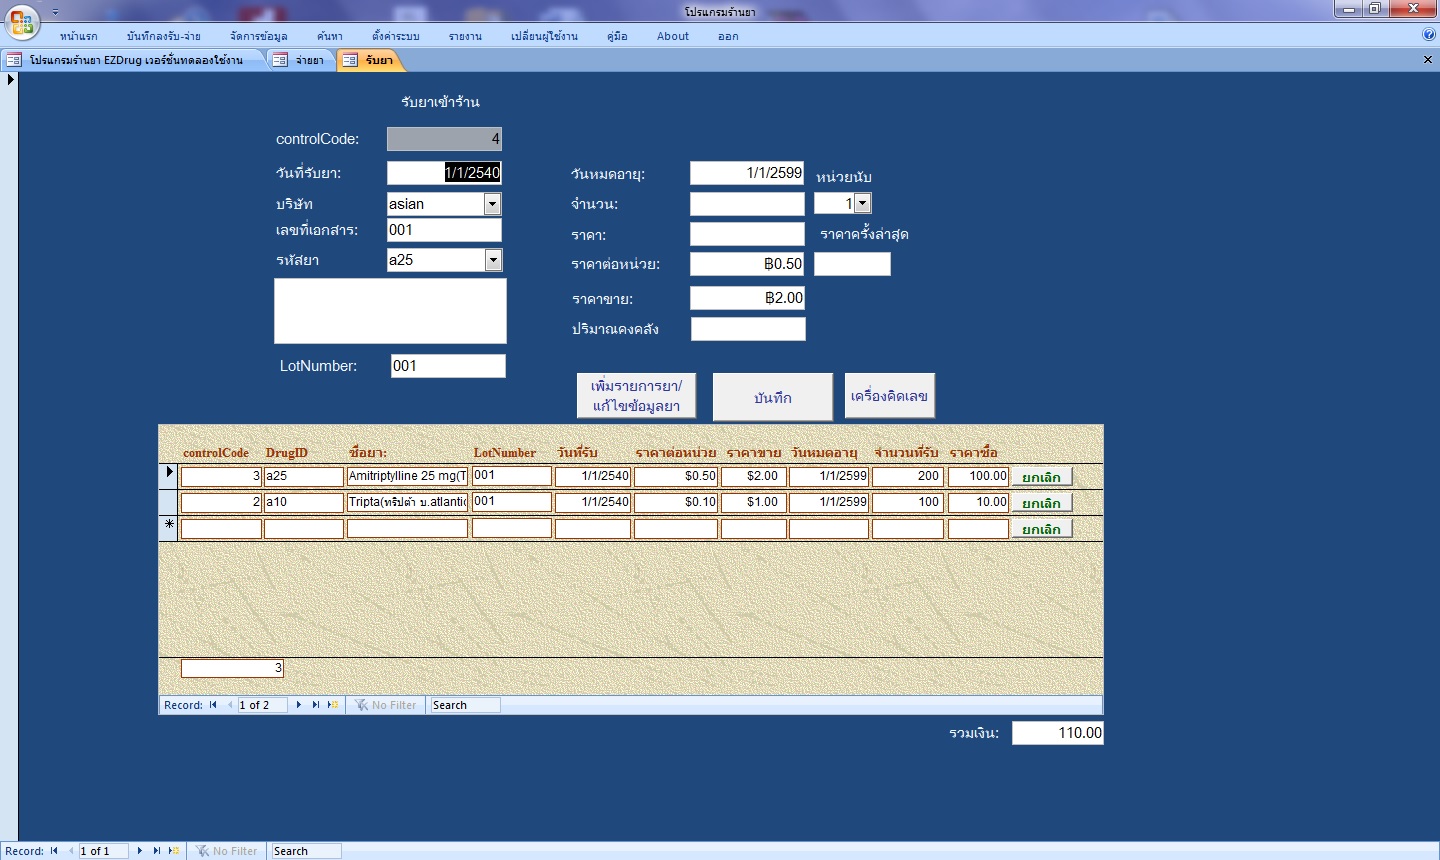 โปรแกรมร้านยา
หน้าแรก บันทึกลงรับ-จ่าย จัดการข้อมูล ค้นหา ตั้งค่าระบบ รายงาน เปลี่ยนผู้ใช้งาน คู่มือ About ออก
โปรแกรมร้านยา EZDrug เวอร์ชั่นทดลองใช้งาน จ่ายยา รับยา
รับยาเข้าร้าน
controlCode: 4
วันที่รับยา: 1/1/2540 วันหมดอายุ: 1/1/2599 หน่วยนับ
บริษัท asian จำนวน: 1
เลขที่เอกสาร: 001 ราคา: ราคาครั้งล่าสุด
รหัสยา a25 ราคาต่อหน่วย: ฿0.50
ราคาขาย: ฿2.00
ปริมาณคงคลัง
LotNumber: 001
เพิ่มรายการยา/
แก้ไขข้อมูลยา บันทึก เครื่องคิดเลข
controlCode DrugID ชื่อยา: LotNumber วันที่รับ ราคาต่อหน่วย ราคาขาย วันหมดอายุ จำนวนที่รับ ราคาซื้อ
3 a25 Amitriptylline 25 mg(T 001 1/1/2540 $0.50 $2.00 1/1/2599 200 100.00 ยกเลิก
2 a10 Tripta(ทริปต้า บ.atlantic 001 1/1/2540 $0.10 $1.00 1/1/2599 100 10.00 ยกเลิก
ยกเลิก
3
Record: 1 of 2 No Filter Search
รวมเงิน: 110.00
Record: 1 of 1 No Filter Search